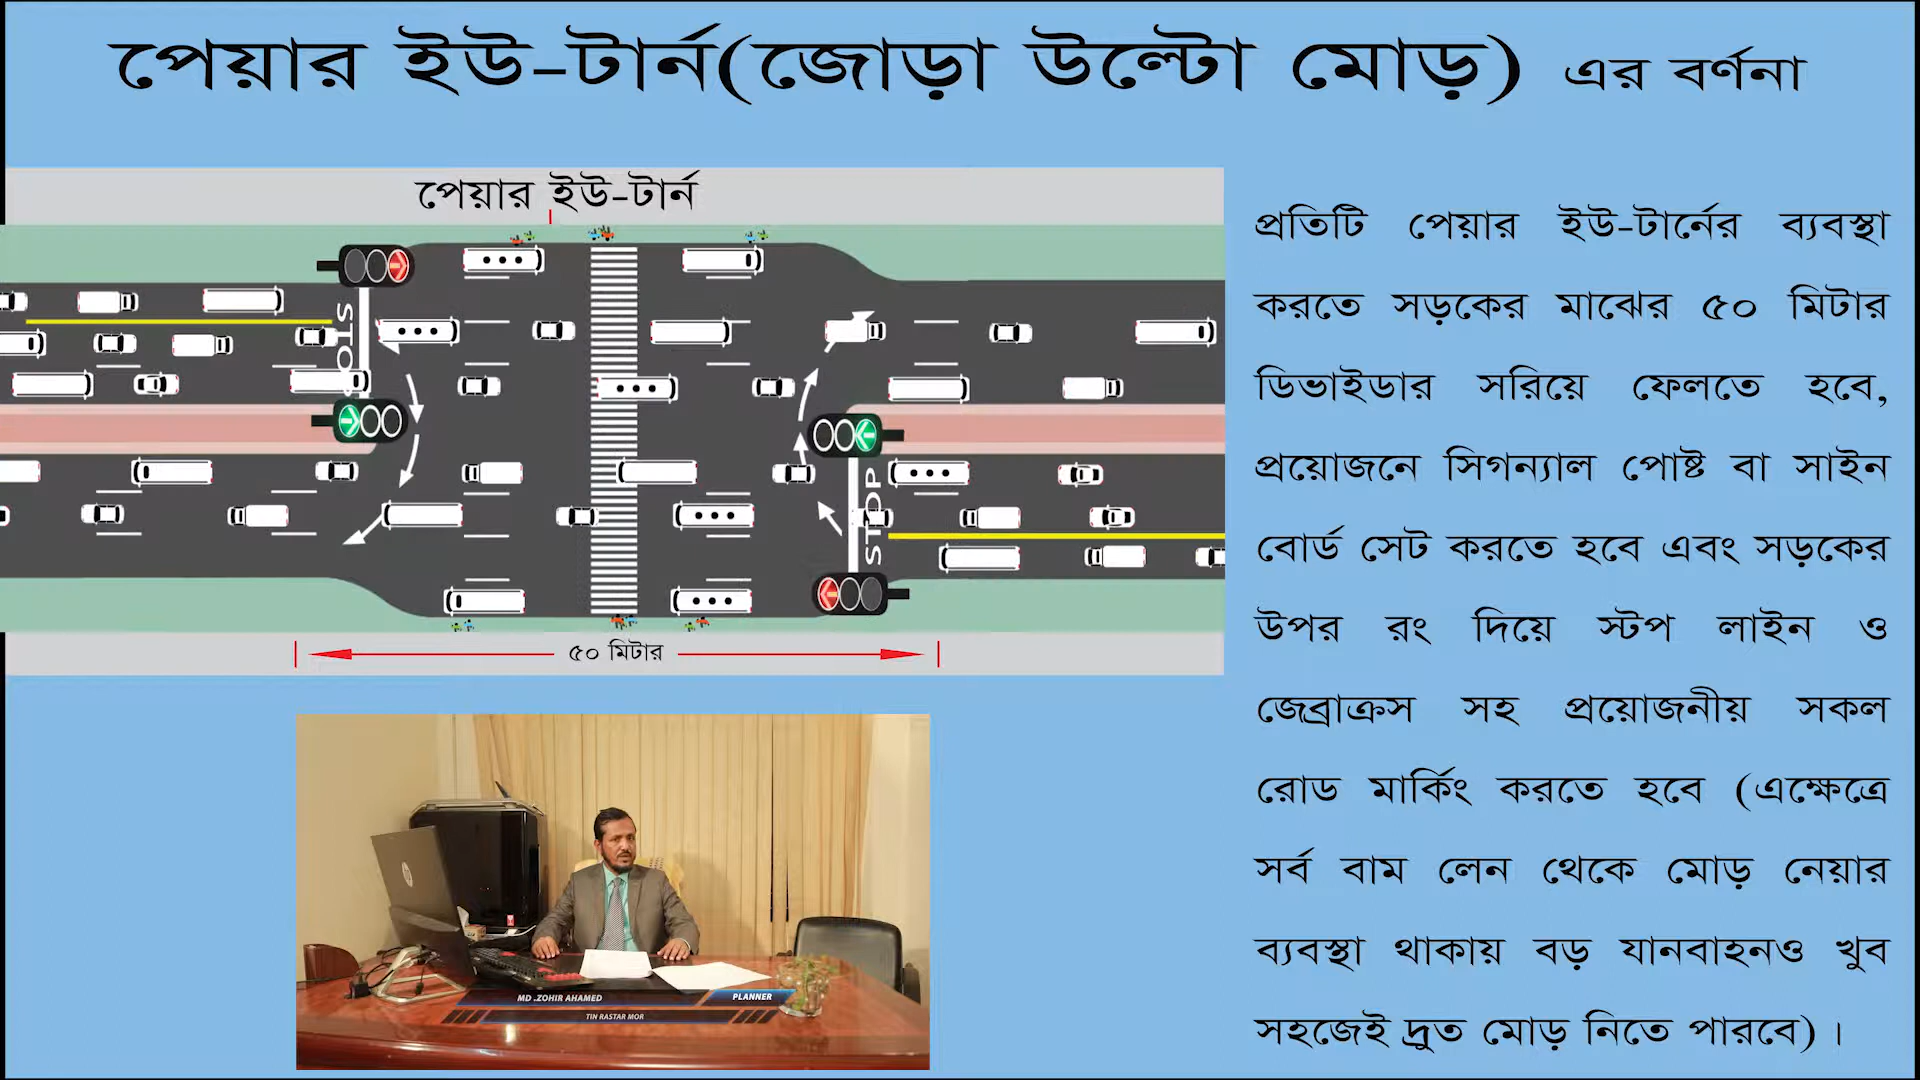 পেয়ার ইউ-টার্ন(জোড়া উল্টো মোড়) এর বর্ণনা
পেয়ার ইউ-টার্ন
STOP
STOP
৫০ মিটার
প্রতিটি পেয়ার ইউ-টার্নের ব্যবস্থা
করতে সড়কের মাঝের ৫০ মিটার
ডিভাইডার সরিয়ে ফেলতে হবে,
প্রয়োজনে সিগন্যাল পোষ্ট বা সাইন
বোর্ড সেট করতে হবে এবং সড়কের
উপর রং দিয়ে স্টপ লাইন ও
জেব্রাক্রস সহ প্রয়োজনীয় সকল
রোড মার্কিং করতে হবে (এক্ষেত্রে
সর্ব বাম লেন থেকে মোড় নেয়ার
ব্যবস্থা থাকায় বড় যানবাহনও খুব
সহজেই দ্রুত মোড় নিতে পারবে) ।
MD .ZOHIR AHAMED
PLANNER
TIN RASTAR MOR